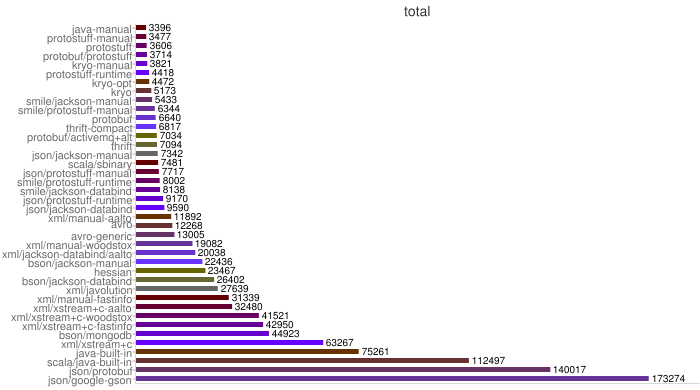 total
java-manual 3396
protostuff-manual 3477
protostuff 3606
protobuf/protostuff 3714
kryo-manual 3821
protostuff-runtime 4418
kryo-opt 4472
kryo 5173
smile/jackson-manual 5433
smile/protostuff-manual 6344
protobuf 6640
thrift-compact 6817
protobuf/activemq+alt 7034
thrift 7094
json/jackson-manual 7342
scala/sbinary 7481
json/protostuff-manual 7717
smile/protostuff-runtime 8002
smile/jackson-databind 8138
json/protostuff-runtime 9170
json/jackson-databind 9590
xml/manual-aalto 11892
avro 12268
avro-generic 13005
xml/manual-woodstox 19082
xml/jackson-databind/aalto 20038
bson/jackson-manual 22436
hessian 23467
bson/jackson-databind 26402
xml/javolution 27639
xml/manual-fastinfo 31339
xml/xstream+c-aalto 32480
xml/xstream+c-woodstox 41521
xml/xstream+c-fastinfo 42950
bson/mongodb 44923
xml/xstream+c 63267
java-built-in 75261
scala/java-built-in 112497
json/protobuf 140017
json/google-gson 173274